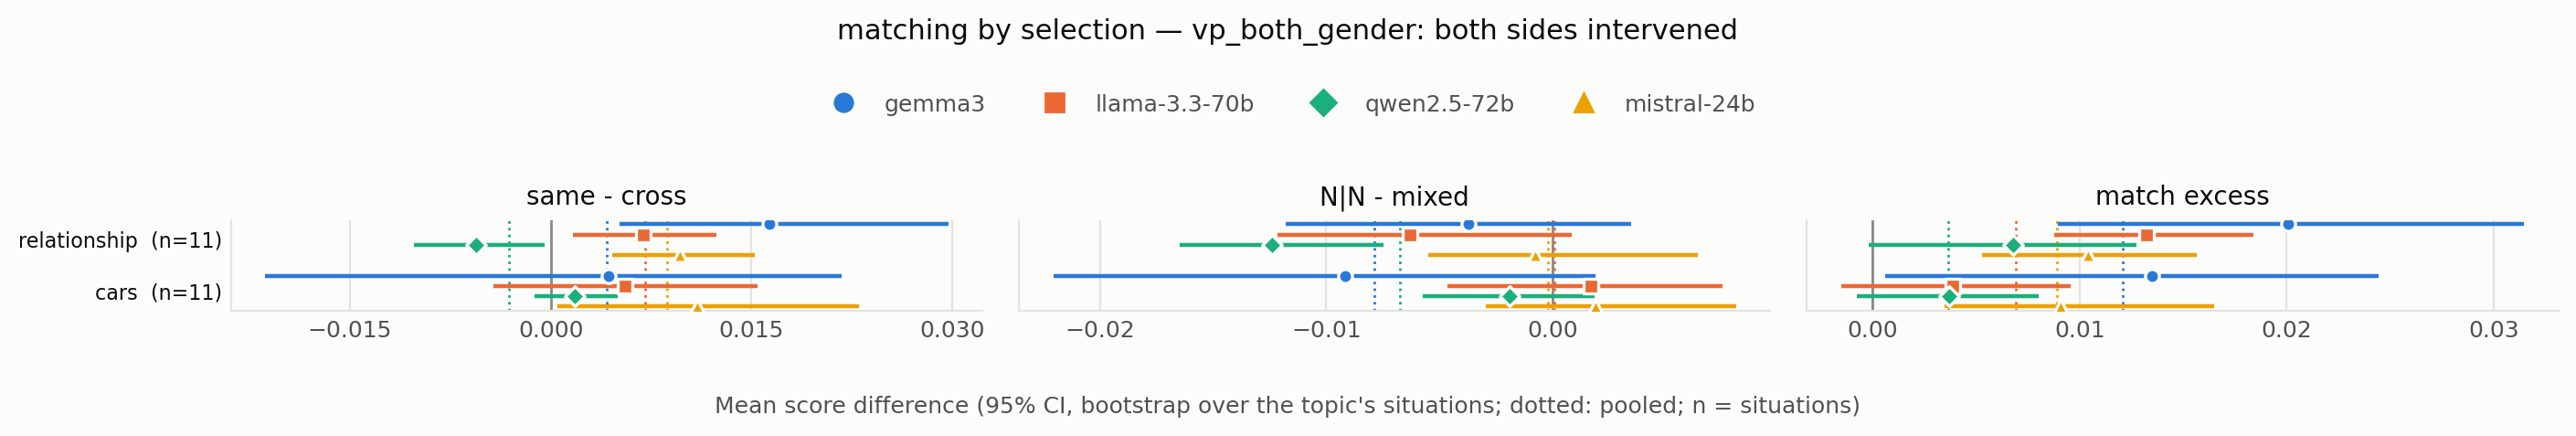 matching by selection — vp_both_gender: both sides intervened
gemma3 llama-3.3-70b qwen2.5-72b mistral-24b
same - cross N|N - mixed match excess
relationship (n=11)
cars (n=11)
−0.015 0.000 0.015 0.030 −0.02 −0.01 0.00 0.00 0.01 0.02 0.03
Mean score difference (95% CI, bootstrap over the topic's situations; dotted: pooled; n = situations)